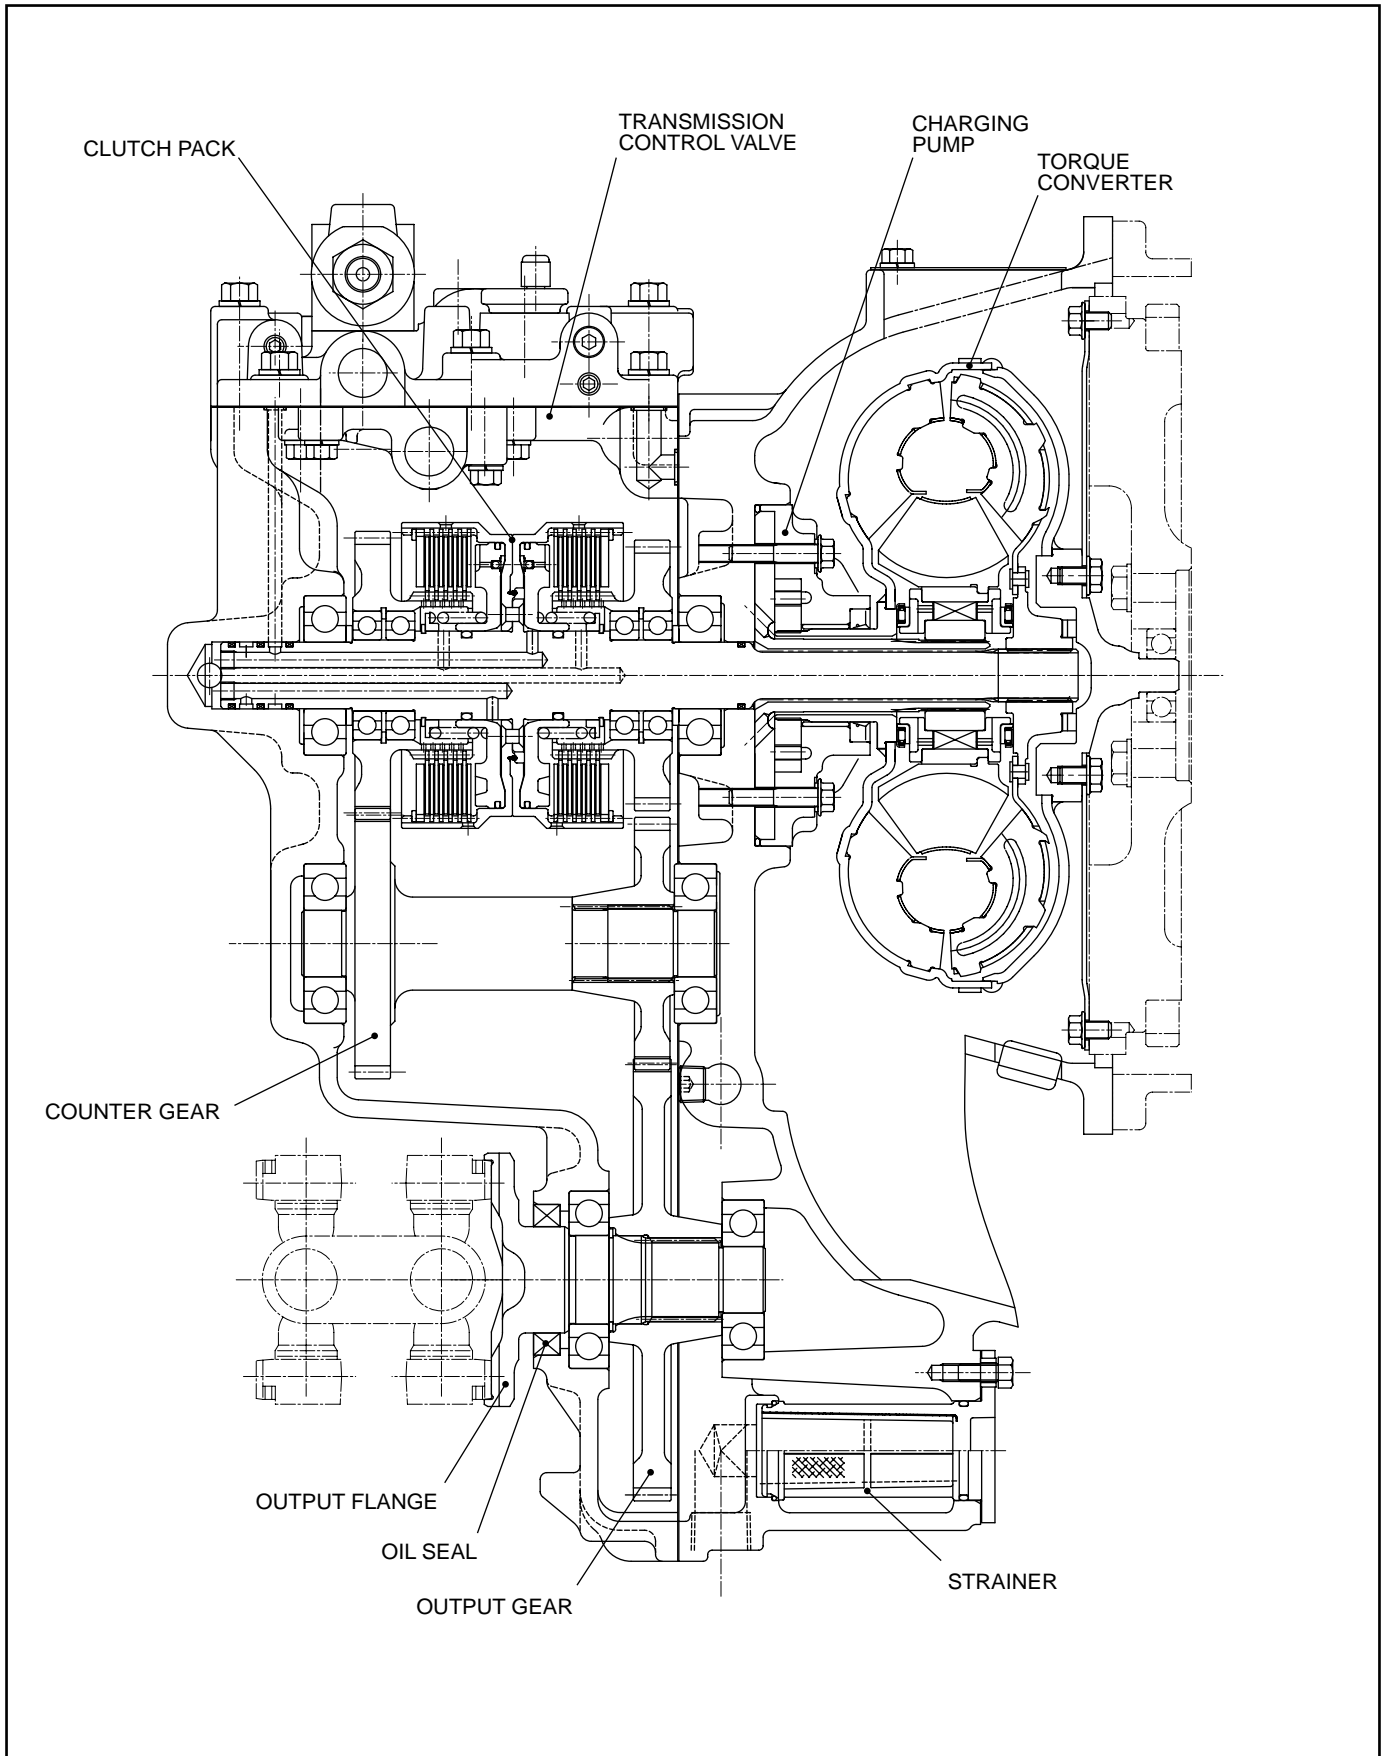 CLUTCH PACK
TRANSMISSION
CONTROL VALVE
CHARGING
PUMP
TORQUE
CONVERTER
COUNTER GEAR
OUTPUT FLANGE
OIL SEAL
OUTPUT GEAR
STRAINER